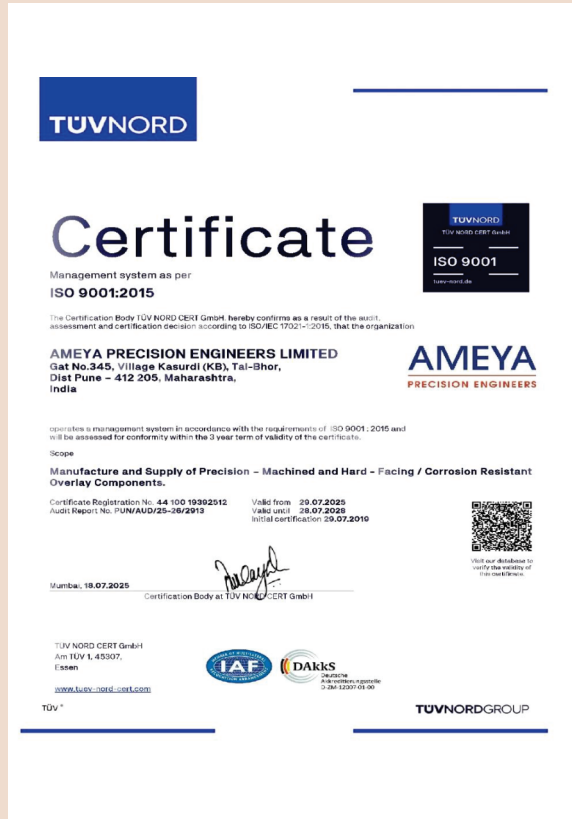 TÜVNORD
Certificate
TÜVNORD
TÜV NORD CERT GmbH
ISO 9001
tuev-nord.de
Management system as per
ISO 9001:2015
The Certification Body TÜV NORD CERT GmbH, hereby confirms as a result of the audit,
assessment and certification decision according to ISO/IEC 17021-1:2015, that the organization
AMEYA PRECISION ENGINEERS LIMITED
Gat No.345, Village Kasurdi (KB), Tal-Bhor,
Dist Pune – 412 205, Maharashtra,
India
AMEYA
PRECISION ENGINEERS
operates a management system in accordance with the requirements of ISO 9001 : 2015 and
will be assessed for conformity within the 3 year term of validity of the certificate.
Scope
Manufacture and Supply of Precision – Machined and Hard - Facing / Corrosion Resistant
Overlay Components.
Certificate Registration No. 44 100 19392512
Audit Report No. PUN/AUD/25-26/2913
Valid from 29.07.2025
Valid until 28.07.2028
Initial certification 29.07.2019
Visit our database to
verify the validity of
this certificate.
Mumbai, 18.07.2025
Certification Body at TÜV NORD CERT GmbH
TÜV NORD CERT GmbH
Am TÜV 1, 45307,
Essen
www.tuev-nord-cert.com
IAF
DAkkS
Deutsche
Akkreditierungsstelle
D-ZM-12007-01-00
TÜV ®
TÜVNORDGROUP